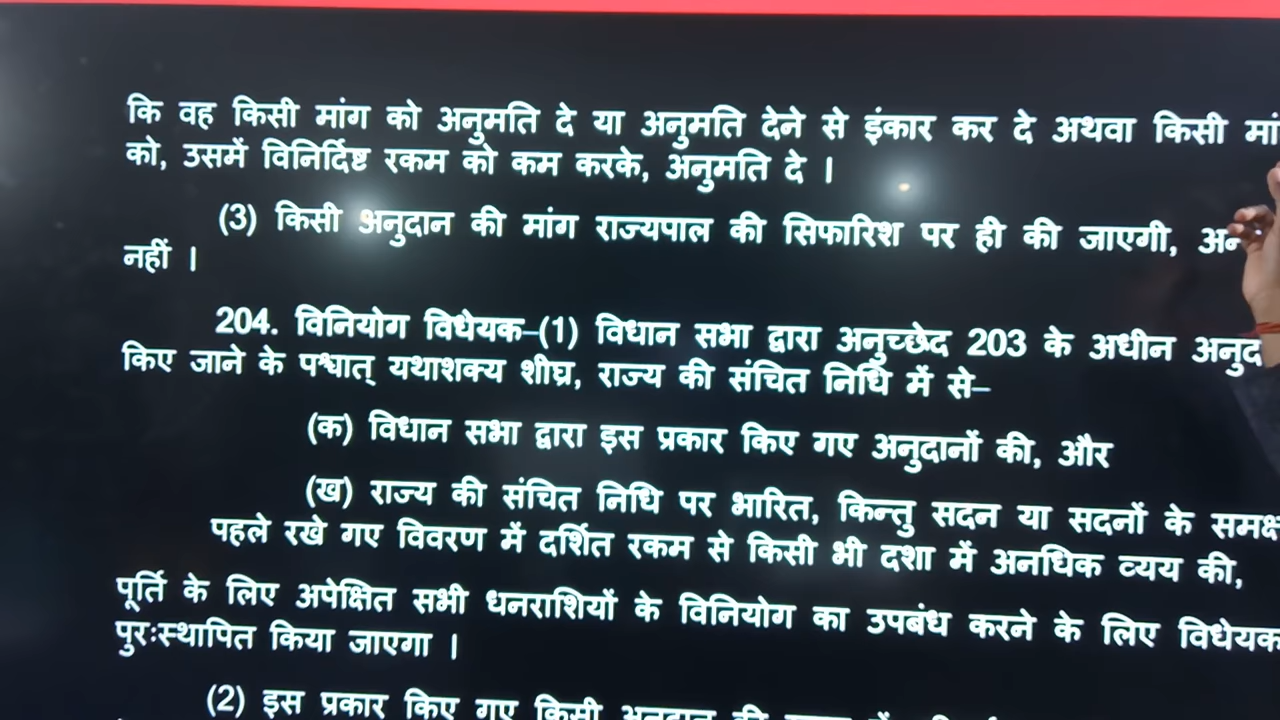 कि वह किसी मांग को अनुमति दे या अनुमति देने से इंकार कर दे अथवा किसी
को, उसमें विनिर्दिष्ट रकम को कम करके, अनुमति दे ।
(3) किसी अनुदान की मांग राज्यपाल की सिफारिश पर ही की जाएगी,
नहीं ।
204. विनियोग विधेयक–(1) विधान सभा द्वारा अनुच्छेद 203 के अधीन
किए जाने के पश्चात् यथाशक्य शीघ्र, राज्य की संचित निधि में से–
(क) विधान सभा द्वारा इस प्रकार किए गए अनुदानों की, और
(ख) राज्य की संचित निधि पर भारित, किन्तु सदन या सदनों के समक्ष
पहले रखे गए विवरण में दर्शित रकम से किसी भी दशा में अनधिक व्यय की,
पूर्ति के लिए अपेक्षित सभी धनराशियों के विनियोग का उपबंध करने के लिए विधेयक
पुरःस्थापित किया जाएगा ।
(2) इस प्रकार किए गए किसी अनुदान की